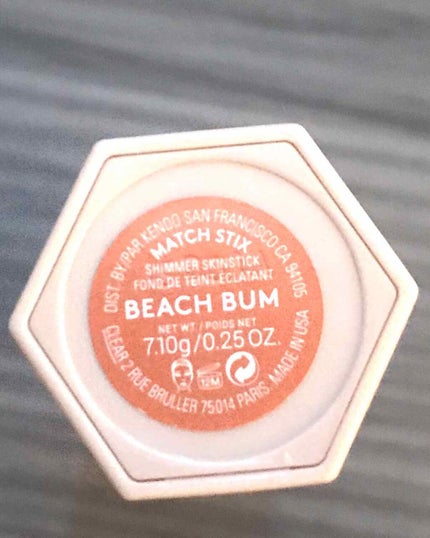 DIST. BY/PAR KENDO SAN FRANCISCO CA 94105
MATCH STIX
SHIMMER SKINSTICK
FOND DE TEINT ÉCLATANT
BEACH BUM
NET WT / POIDS NET
7.10g/0.25 OZ.
12M
CLEAR 2 RUE BRULLER 75014 PARIS. MADE IN USA